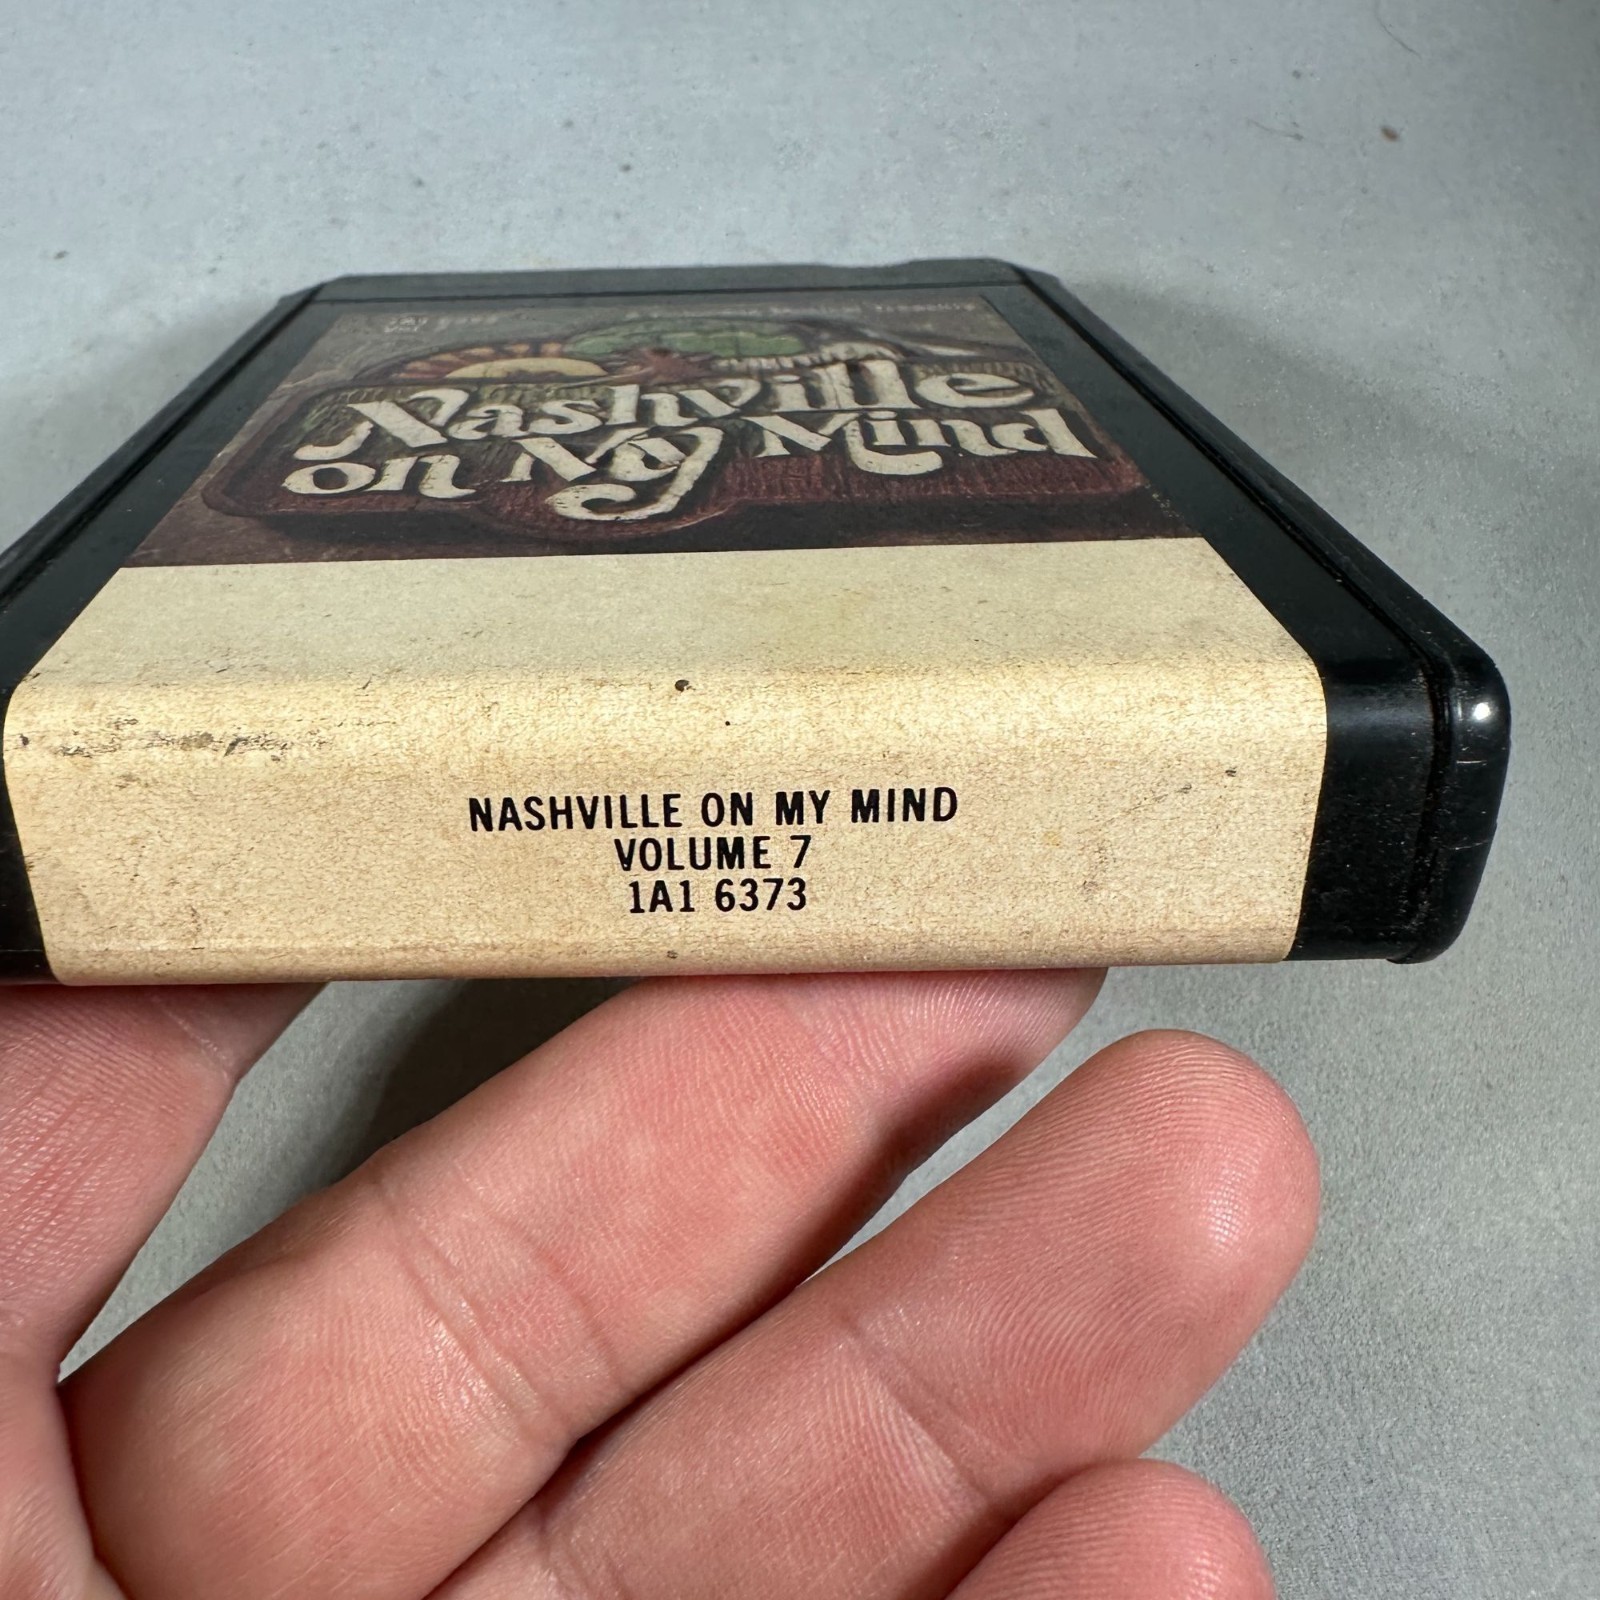 Nashville
on My Mind
NASHVILLE ON MY MIND
VOLUME 7
1A1 6373